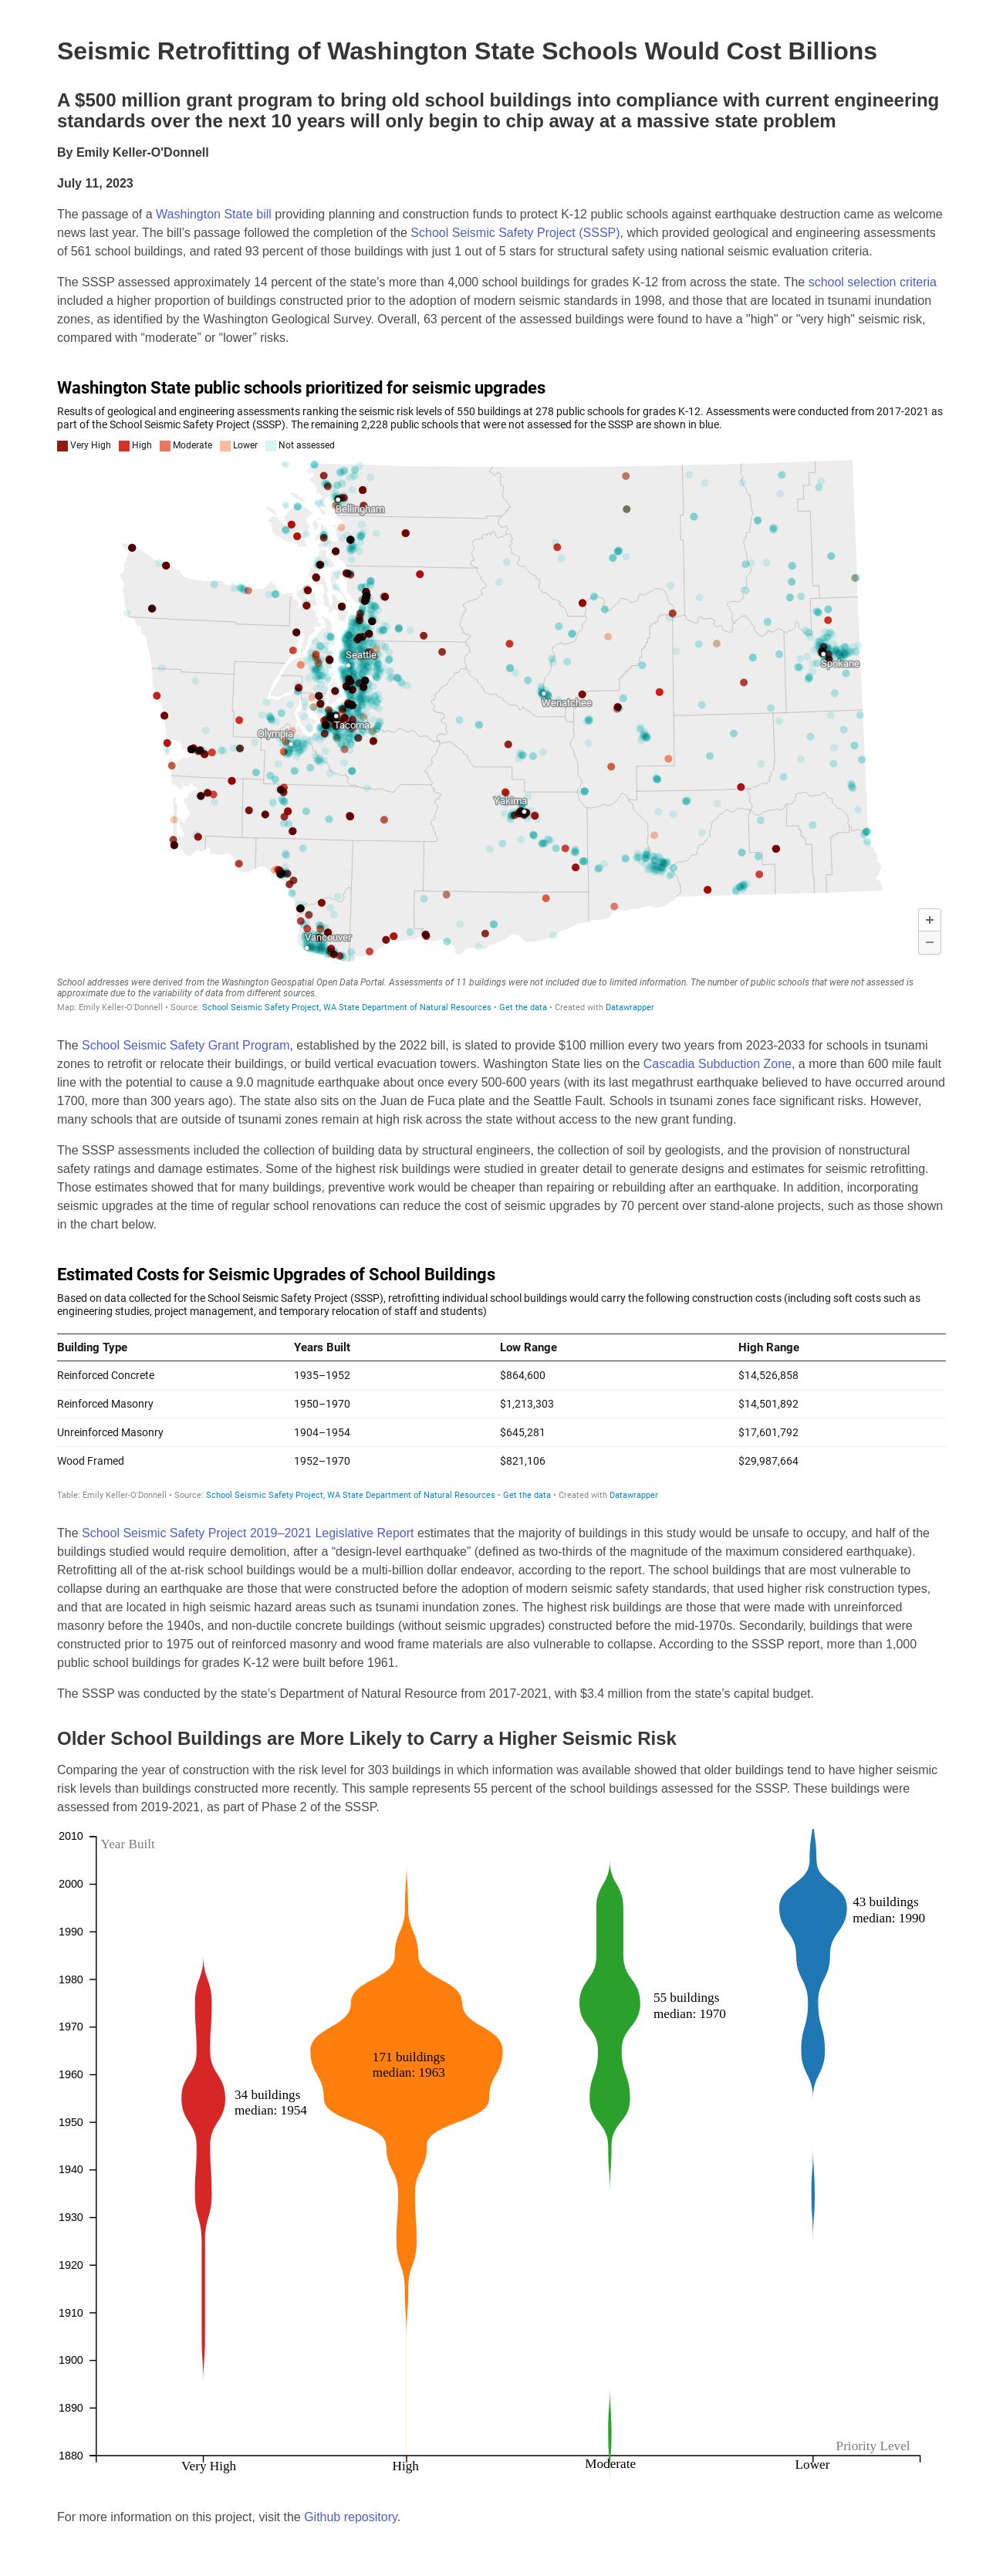 Seismic Retrofitting of Washington State Schools Would Cost Billions
A $500 million grant program to bring old school buildings into compliance with current engineering
standards over the next 10 years will only begin to chip away at a massive state problem
By Emily Keller-O'Donnell
July 11, 2023
The passage of a Washington State bill providing planning and construction funds to protect K-12 public schools against earthquake destruction came as welcome
news last year. The bill's passage followed the completion of the School Seismic Safety Project (SSSP), which provided geological and engineering assessments
of 561 school buildings, and rated 93 percent of those buildings with just 1 out of 5 stars for structural safety using national seismic evaluation criteria.
The SSSP assessed approximately 14 percent of the state's more than 4,000 school buildings for grades K-12 from across the state. The school selection criteria
included a higher proportion of buildings constructed prior to the adoption of modern seismic standards in 1998, and those that are located in tsunami inundation
zones, as identified by the Washington Geological Survey. Overall, 63 percent of the assessed buildings were found to have a "high" or "very high" seismic risk,
compared with “moderate” or “lower” risks.
Washington State public schools prioritized for seismic upgrades
Results of geological and engineering assessments ranking the seismic risk levels of 550 buildings at 278 public schools for grades K-12. Assessments were conducted from 2017-2021 as
part of the School Seismic Safety Project (SSSP). The remaining 2,228 public schools that were not assessed for the SSSP are shown in blue.
Very High High Moderate Lower Not assessed
Bellingham
Seattle
Spokane
Wenatchee
Tacoma
Olympia
Yakima
Vancouver
+
−
School addresses were derived from the Washington Geospatial Open Data Portal. Assessments of 11 buildings were not included due to limited information. The number of public schools that were not assessed is
approximate due to the variability of data from different sources.
Map: Emily Keller-O'Donnell • Source: School Seismic Safety Project, WA State Department of Natural Resources • Get the data • Created with Datawrapper
The School Seismic Safety Grant Program, established by the 2022 bill, is slated to provide $100 million every two years from 2023-2033 for schools in tsunami
zones to retrofit or relocate their buildings, or build vertical evacuation towers. Washington State lies on the Cascadia Subduction Zone, a more than 600 mile fault
line with the potential to cause a 9.0 magnitude earthquake about once every 500-600 years (with its last megathrust earthquake believed to have occurred around
1700, more than 300 years ago). The state also sits on the Juan de Fuca plate and the Seattle Fault. Schools in tsunami zones face significant risks. However,
many schools that are outside of tsunami zones remain at high risk across the state without access to the new grant funding.
The SSSP assessments included the collection of building data by structural engineers, the collection of soil by geologists, and the provision of nonstructural
safety ratings and damage estimates. Some of the highest risk buildings were studied in greater detail to generate designs and estimates for seismic retrofitting.
Those estimates showed that for many buildings, preventive work would be cheaper than repairing or rebuilding after an earthquake. In addition, incorporating
seismic upgrades at the time of regular school renovations can reduce the cost of seismic upgrades by 70 percent over stand-alone projects, such as those shown
in the chart below.
Estimated Costs for Seismic Upgrades of School Buildings
Based on data collected for the School Seismic Safety Project (SSSP), retrofitting individual school buildings would carry the following construction costs (including soft costs such as
engineering studies, project management, and temporary relocation of staff and students)
Building Type Years Built Low Range High Range
Reinforced Concrete 1935–1952 $864,600 $14,526,858
Reinforced Masonry 1950–1970 $1,213,303 $14,501,892
Unreinforced Masonry 1904–1954 $645,281 $17,601,792
Wood Framed 1952–1970 $821,106 $29,987,664
Table: Emily Keller-O'Donnell • Source: School Seismic Safety Project, WA State Department of Natural Resources • Get the data • Created with Datawrapper
The School Seismic Safety Project 2019–2021 Legislative Report estimates that the majority of buildings in this study would be unsafe to occupy, and half of the
buildings studied would require demolition, after a “design-level earthquake” (defined as two-thirds of the magnitude of the maximum considered earthquake).
Retrofitting all of the at-risk school buildings would be a multi-billion dollar endeavor, according to the report. The school buildings that are most vulnerable to
collapse during an earthquake are those that were constructed before the adoption of modern seismic safety standards, that used higher risk construction types,
and that are located in high seismic hazard areas such as tsunami inundation zones. The highest risk buildings are those that were made with unreinforced
masonry before the 1940s, and non-ductile concrete buildings (without seismic upgrades) constructed before the mid-1970s. Secondarily, buildings that were
constructed prior to 1975 out of reinforced masonry and wood frame materials are also vulnerable to collapse. According to the SSSP report, more than 1,000
public school buildings for grades K-12 were built before 1961.
The SSSP was conducted by the state’s Department of Natural Resource from 2017-2021, with $3.4 million from the state’s capital budget.
Older School Buildings are More Likely to Carry a Higher Seismic Risk
Comparing the year of construction with the risk level for 303 buildings in which information was available showed that older buildings tend to have higher seismic
risk levels than buildings constructed more recently. This sample represents 55 percent of the school buildings assessed for the SSSP. These buildings were
assessed from 2019-2021, as part of Phase 2 of the SSSP.
2010
Year Built
2000
43 buildings
median: 1990
1990
1980
55 buildings
median: 1970
1970
171 buildings
median: 1963
1960
34 buildings
median: 1954
1950
1940
1930
1920
1910
1900
1890
Priority Level
1880
Very High High Moderate Lower
For more information on this project, visit the Github repository.